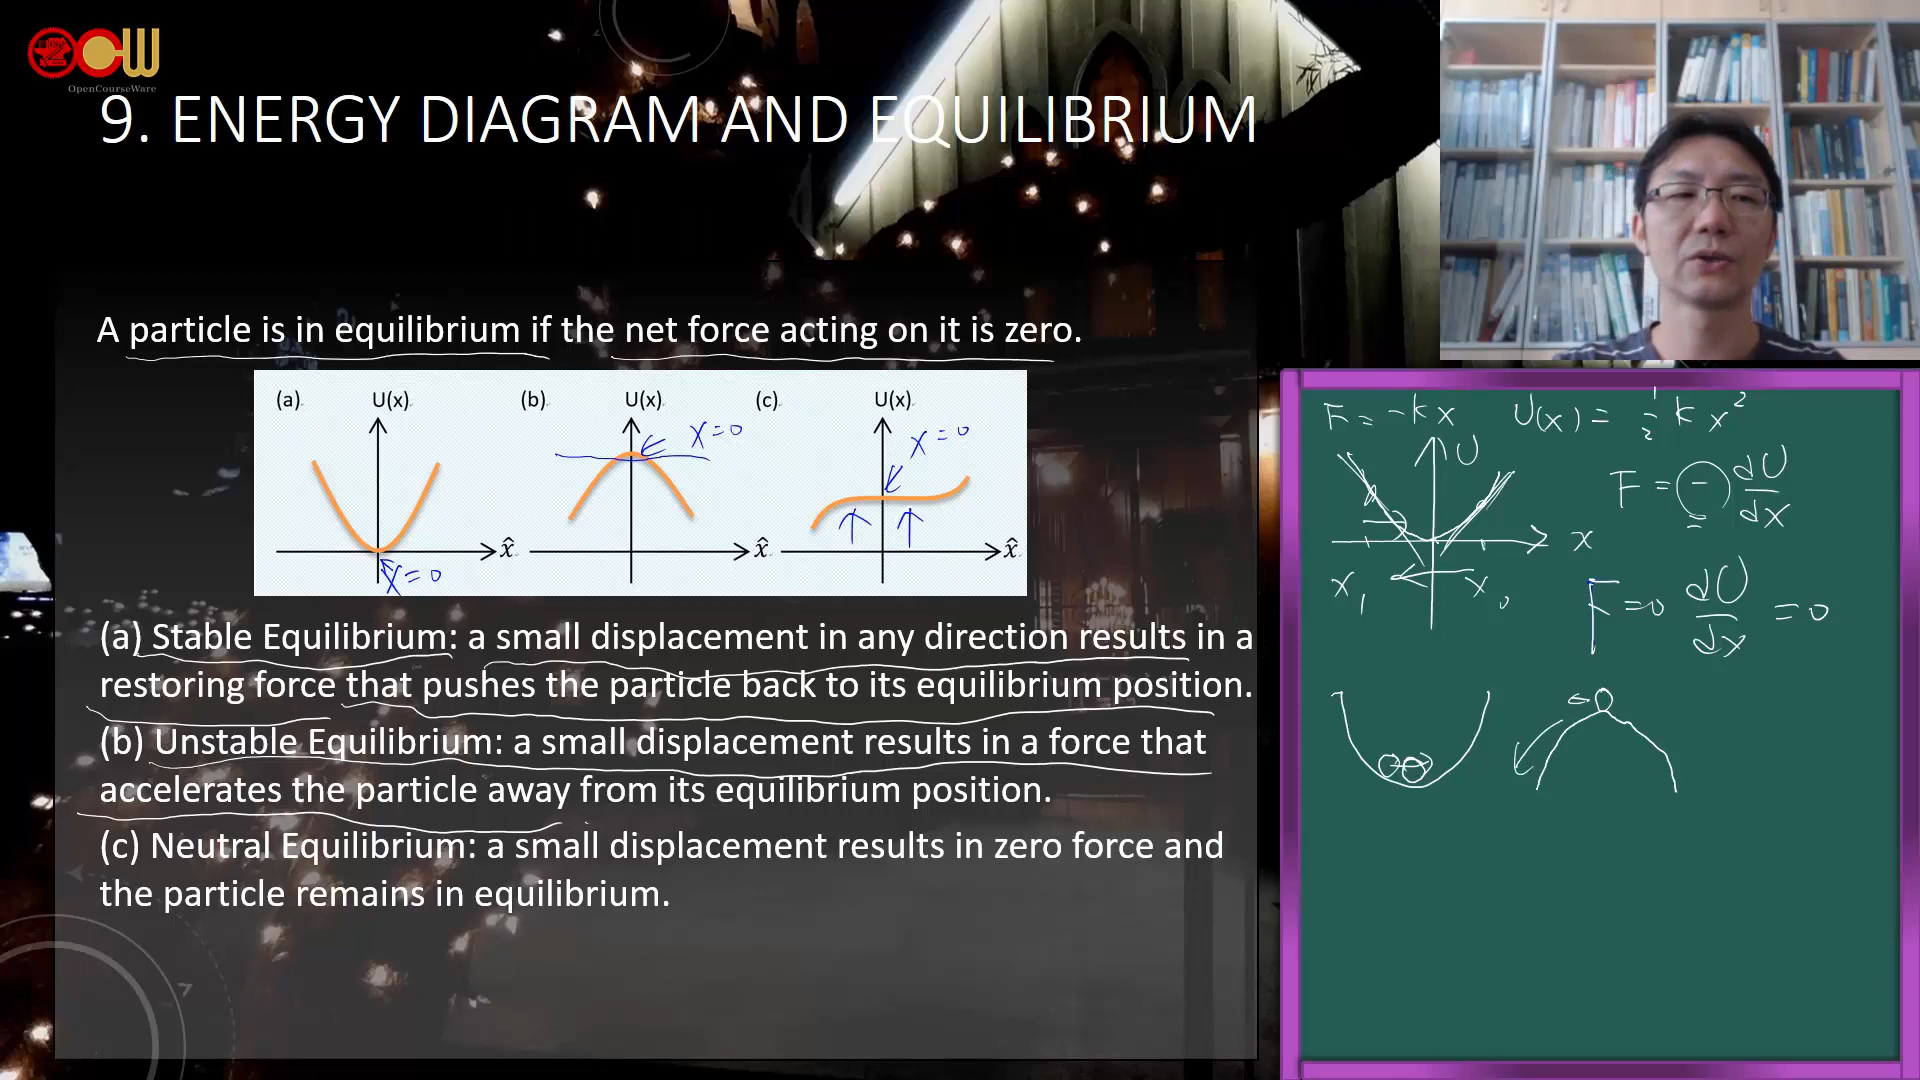 OpenCourseWare
9. ENERGY DIAGRAM AND EQUILIBRIUM
A particle is in equilibrium if the net force acting on it is zero.
(a) U(x) (b) U(x) (c) U(x)
x = 0 x = 0
x̂ x̂ x̂
x = 0
(a) Stable Equilibrium: a small displacement in any direction results in a
restoring force that pushes the particle back to its equilibrium position.
(b) Unstable Equilibrium: a small displacement results in a force that
accelerates the particle away from its equilibrium position.
(c) Neutral Equilibrium: a small displacement results in zero force and
the particle remains in equilibrium.
F = -kx U(x) = 1/2 k x²
U
F = - dU/dx
x
x₁ x₀
F = 0 dU/dx = 0